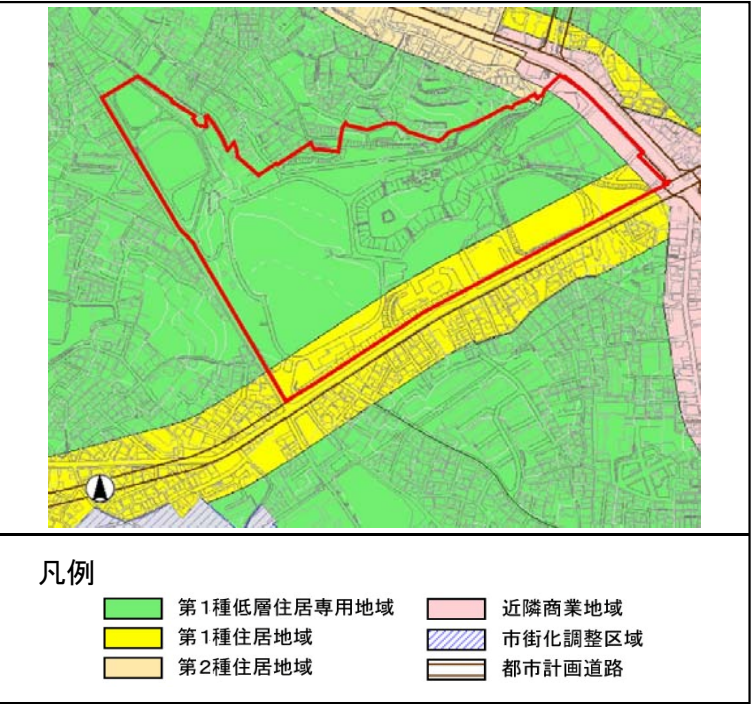 凡例
第1種低層住居専用地域
第1種住居地域
第2種住居地域
近隣商業地域
市街化調整区域
都市計画道路